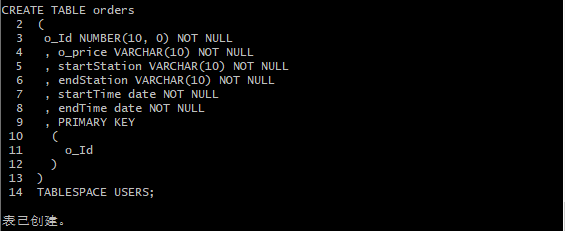 CREATE TABLE orders
2 (
3 o_Id NUMBER(10, 0) NOT NULL
4 , o_price VARCHAR(10) NOT NULL
5 , startStation VARCHAR(10) NOT NULL
6 , endStation VARCHAR(10) NOT NULL
7 , startTime date NOT NULL
8 , endTime date NOT NULL
9 , PRIMARY KEY
10 (
11 o_Id
12 )
13 )
14 TABLESPACE USERS;
表已创建。